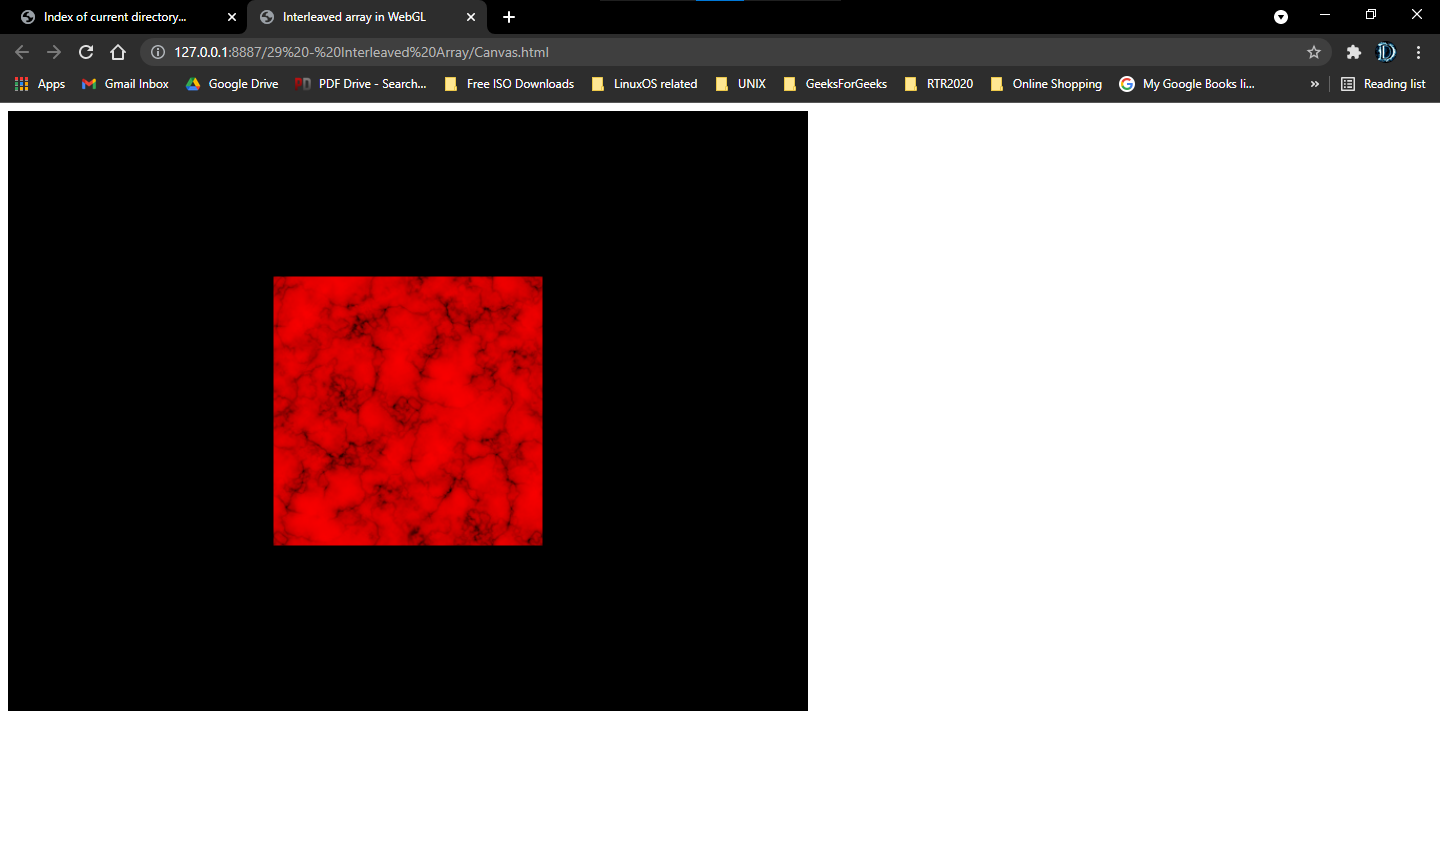 Index of current directory...
Interleaved array in WebGL
127.0.0.1:8887/29%20-%20Interleaved%20Array/Canvas.html
Apps Gmail Inbox Google Drive PDF Drive - Search... Free ISO Downloads LinuxOS related UNIX GeeksForGeeks RTR2020 Online Shopping My Google Books li... » Reading list